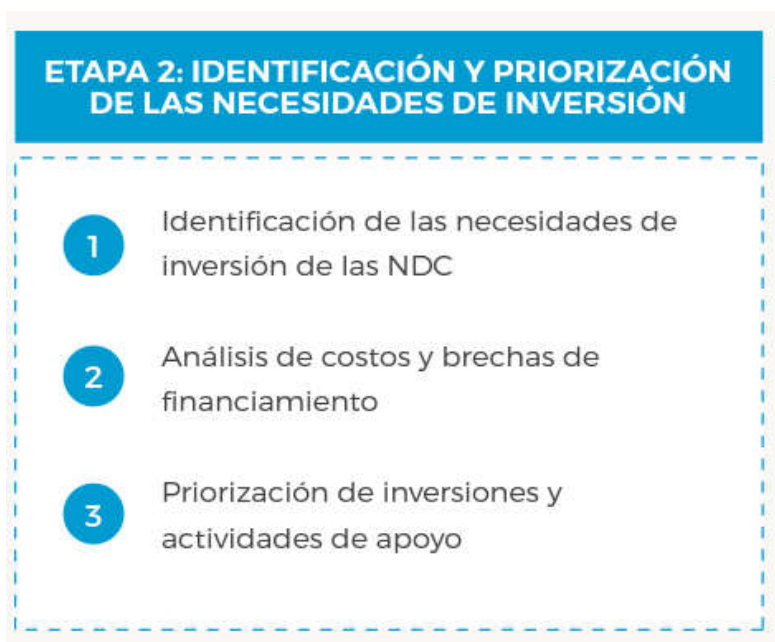 ETAPA 2: IDENTIFICACIÓN Y PRIORIZACIÓN
DE LAS NECESIDADES DE INVERSIÓN
1
Identificación de las necesidades de
inversión de las NDC
2
Análisis de costos y brechas de
financiamiento
3
Priorización de inversiones y
actividades de apoyo